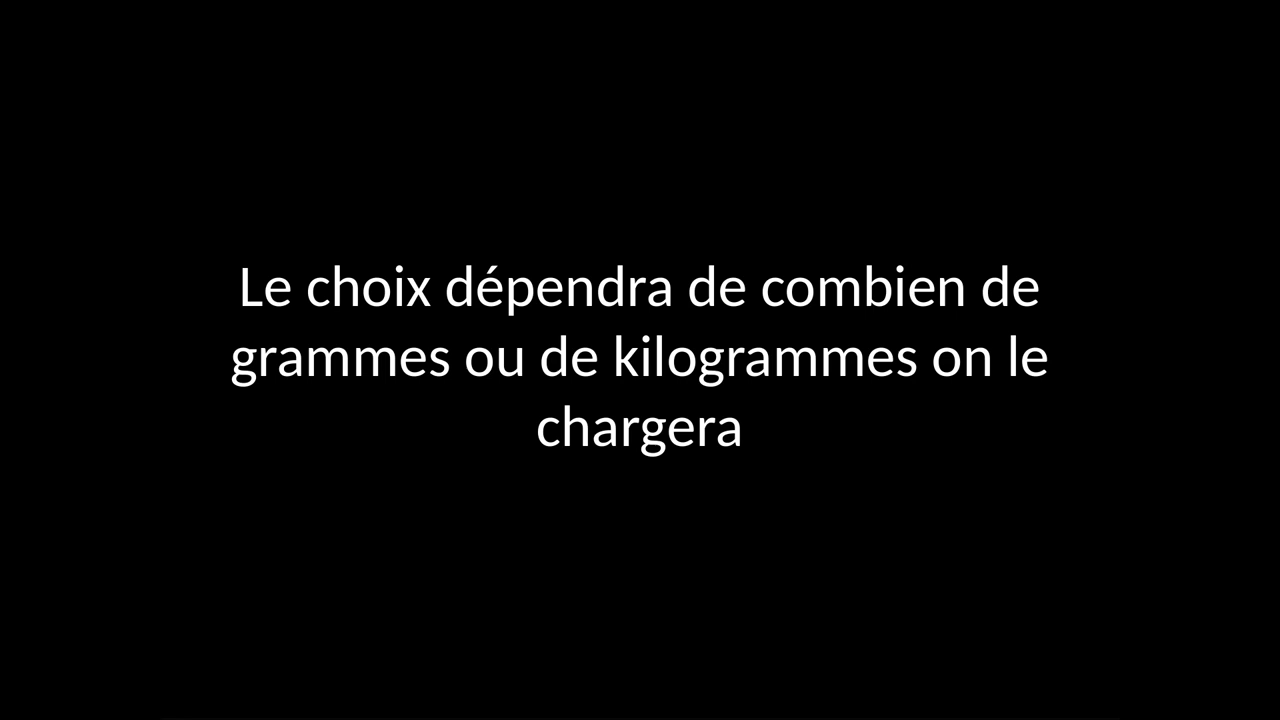 Le choix dépendra de combien de
grammes ou de kilogrammes on le
chargera